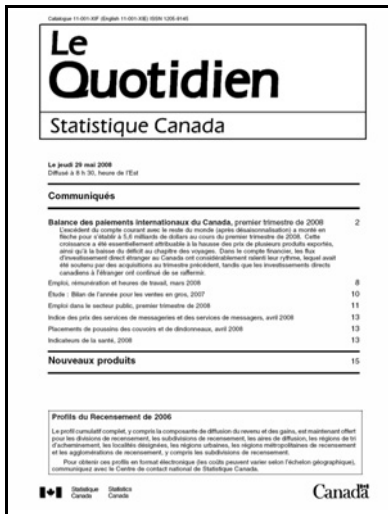 Catalogue 11-001-XIF (English 11-001-XIE) ISSN 1205-9145
Le
Quotidien
Statistique Canada
Le jeudi 29 mai 2008
Diffusé à 8 h 30, heure de l'Est
Communiqués
Balance des paiements internationaux du Canada, premier trimestre de 2008 2
L'excédent du compte courant avec le reste du monde (après désaisonnalisation) a monté en
flèche pour s'établir à 5,6 milliards de dollars au cours du premier trimestre de 2008. Cette
croissance a été essentiellement attribuable à la hausse des prix de plusieurs produits exportés,
ainsi qu'à la baisse du déficit au chapitre des voyages. Dans le compte financier, les flux
d'investissement direct étranger au Canada ont considérablement ralenti leur rythme, lequel avait
été soutenu par des acquisitions au trimestre précédent, tandis que les investissements directs
canadiens à l'étranger ont continué de se raffermir.
Emploi, rémunération et heures de travail, mars 2008 8
Étude : Bilan de l'année pour les ventes en gros, 2007 10
Emploi dans le secteur public, premier trimestre de 2008 11
Indice des prix des services de messageries et des services de messagers, avril 2008 13
Placements de poussins des couvoirs et de dindonneaux, avril 2008 13
Indicateurs de la santé, 2008 13
Nouveaux produits 15
Profils du Recensement de 2006
Le profil cumulatif complet, y compris la composante de diffusion du revenu et des gains, est maintenant offert
pour les divisions de recensement, les subdivisions de recensement, les aires de diffusion, les régions de tri
d'acheminement, les localités désignées, les régions urbaines, les régions métropolitaines de recensement
et les agglomérations de recensement, y compris les subdivisions de recensement.
Pour obtenir ces profils en format électronique (les coûts peuvent varier selon l'échelon géographique),
communiquez avec le Centre de contact national de Statistique Canada.
Statistique Canada
Statistics Canada
Canada